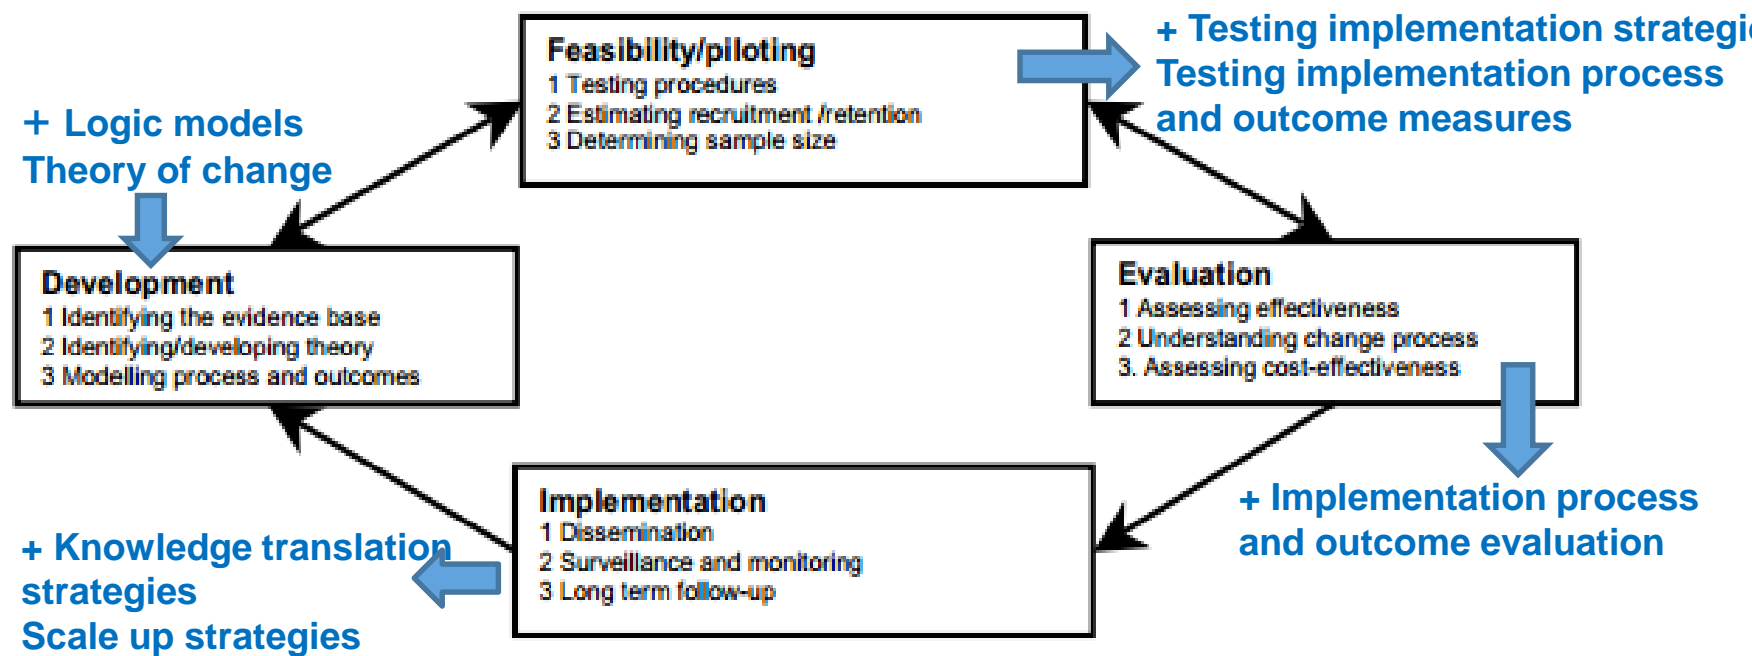 Feasibility/piloting
1 Testing procedures
2 Estimating recruitment /retention
3 Determining sample size
+ Testing implementation
Testing implementation process
and outcome measures
+ Logic models
Theory of change
Development
1 Identifying the evidence base
2 Identifying/developing theory
3 Modelling process and outcomes
Evaluation
1 Assessing effectiveness
2 Understanding change process
3. Assessing cost-effectiveness
Implementation
1 Dissemination
2 Surveillance and monitoring
3 Long term follow-up
+ Implementation process
and outcome evaluation
+ Knowledge translation
strategies
Scale up strategies